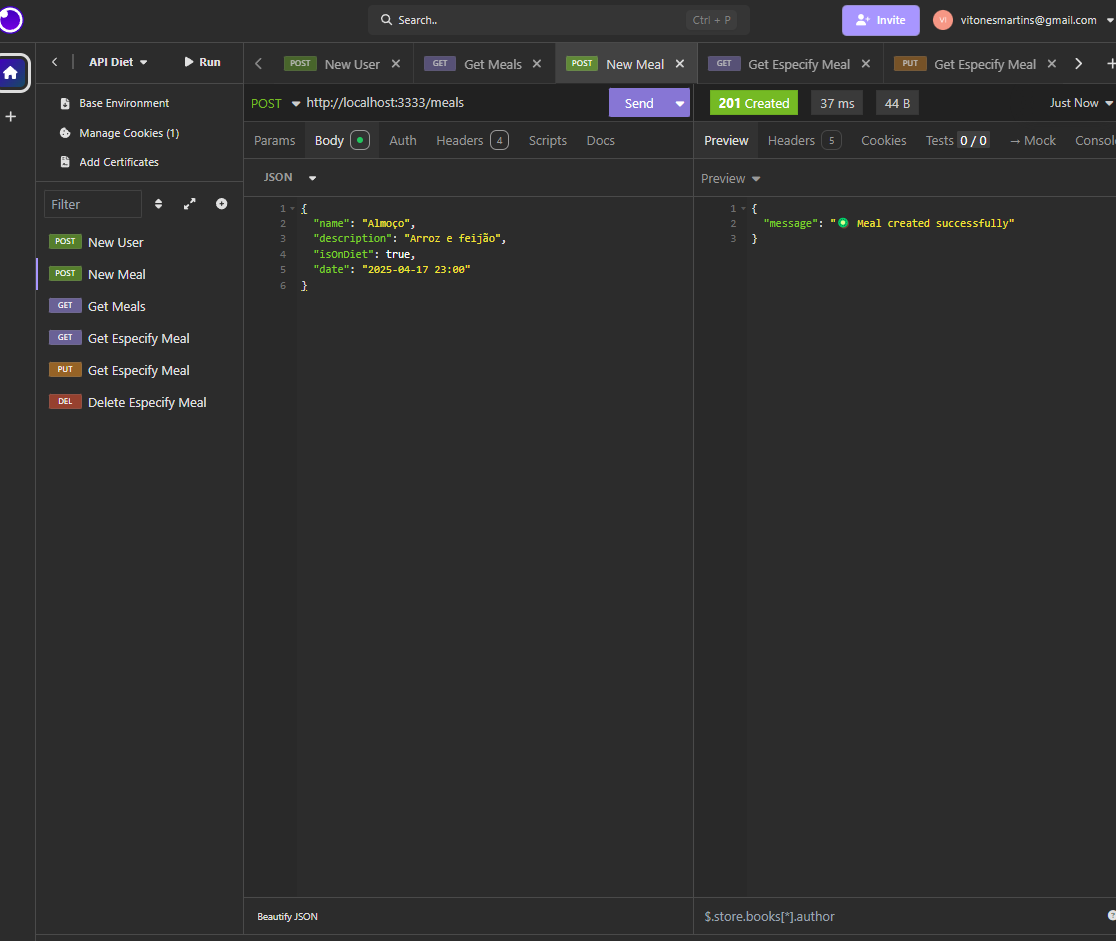 Search..
Ctrl + P
Invite
VI
vitonesmartins@gmail.com
API Diet
Run
Base Environment
Manage Cookies (1)
Add Certificates
Filter
POST New User
POST New Meal
GET Get Meals
GET Get Especify Meal
PUT Get Especify Meal
DEL Delete Especify Meal
POST New User
GET Get Meals
POST New Meal
GET Get Especify Meal
PUT Get Especify Meal
POST http://localhost:3333/meals
Send
Params Body Auth Headers 4 Scripts Docs
JSON
1 {
2 "name": "Almoço",
3 "description": "Arroz e feijão",
4 "isOnDiet": true,
5 "date": "2025-04-17 23:00"
6 }
Beautify JSON
201 Created 37 ms 44 B Just Now
Preview Headers 5 Cookies Tests 0 / 0 → Mock Consol
Preview
1 {
2 "message": " Meal created successfully"
3 }
$.store.books[*].author